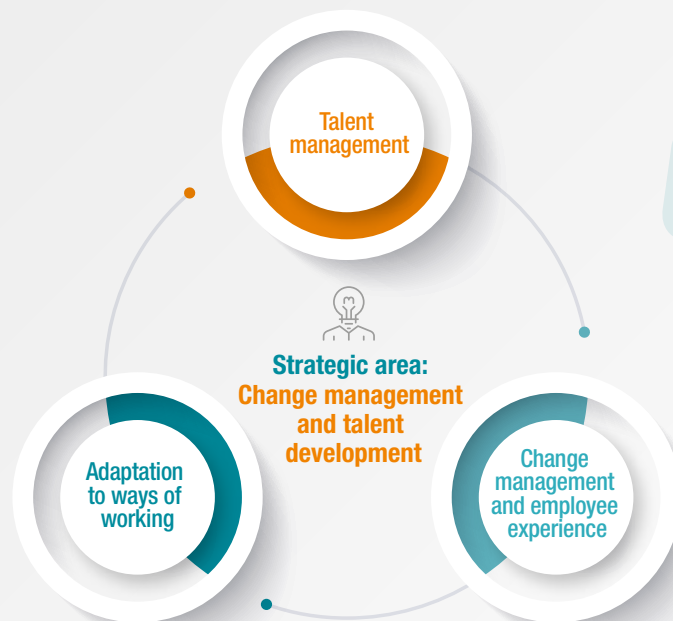 Talent
management
Strategic area:
Change management
and talent
development
Adaptation
to ways of
working
Change
management
and employee
experience